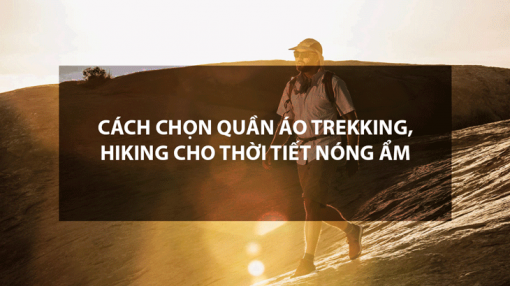 CÁCH CHỌN QUẦN ÁO TREKKING,
HIKING CHO THỜI TIẾT NÓNG ẨM